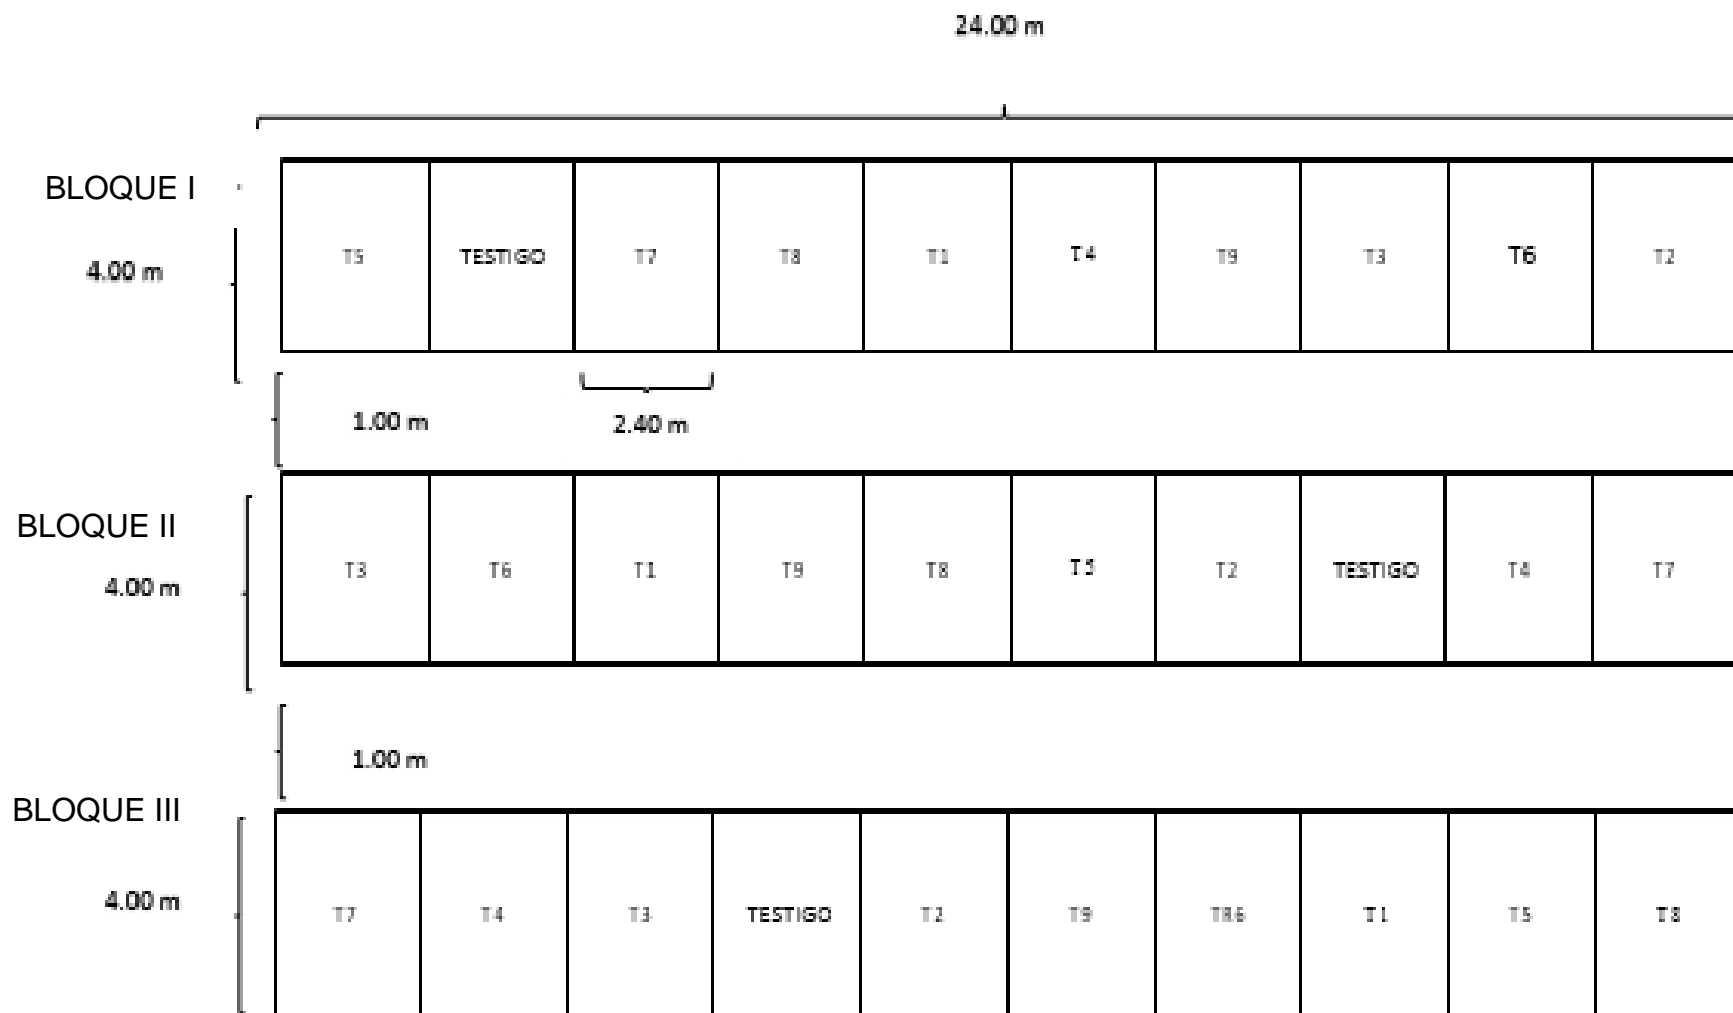 24.00 m
BLOQUE I
4.00 m
T5 TESTIGO T7 T8 T1 T4 T9 T3 T6 T2
1.00 m 2.40 m
BLOQUE II
4.00 m
T3 T6 T1 T9 T8 T5 T2 TESTIGO T4 T7
1.00 m
BLOQUE III
4.00 m
T7 T4 T3 TESTIGO T2 T9 TR6 T1 T5 T8